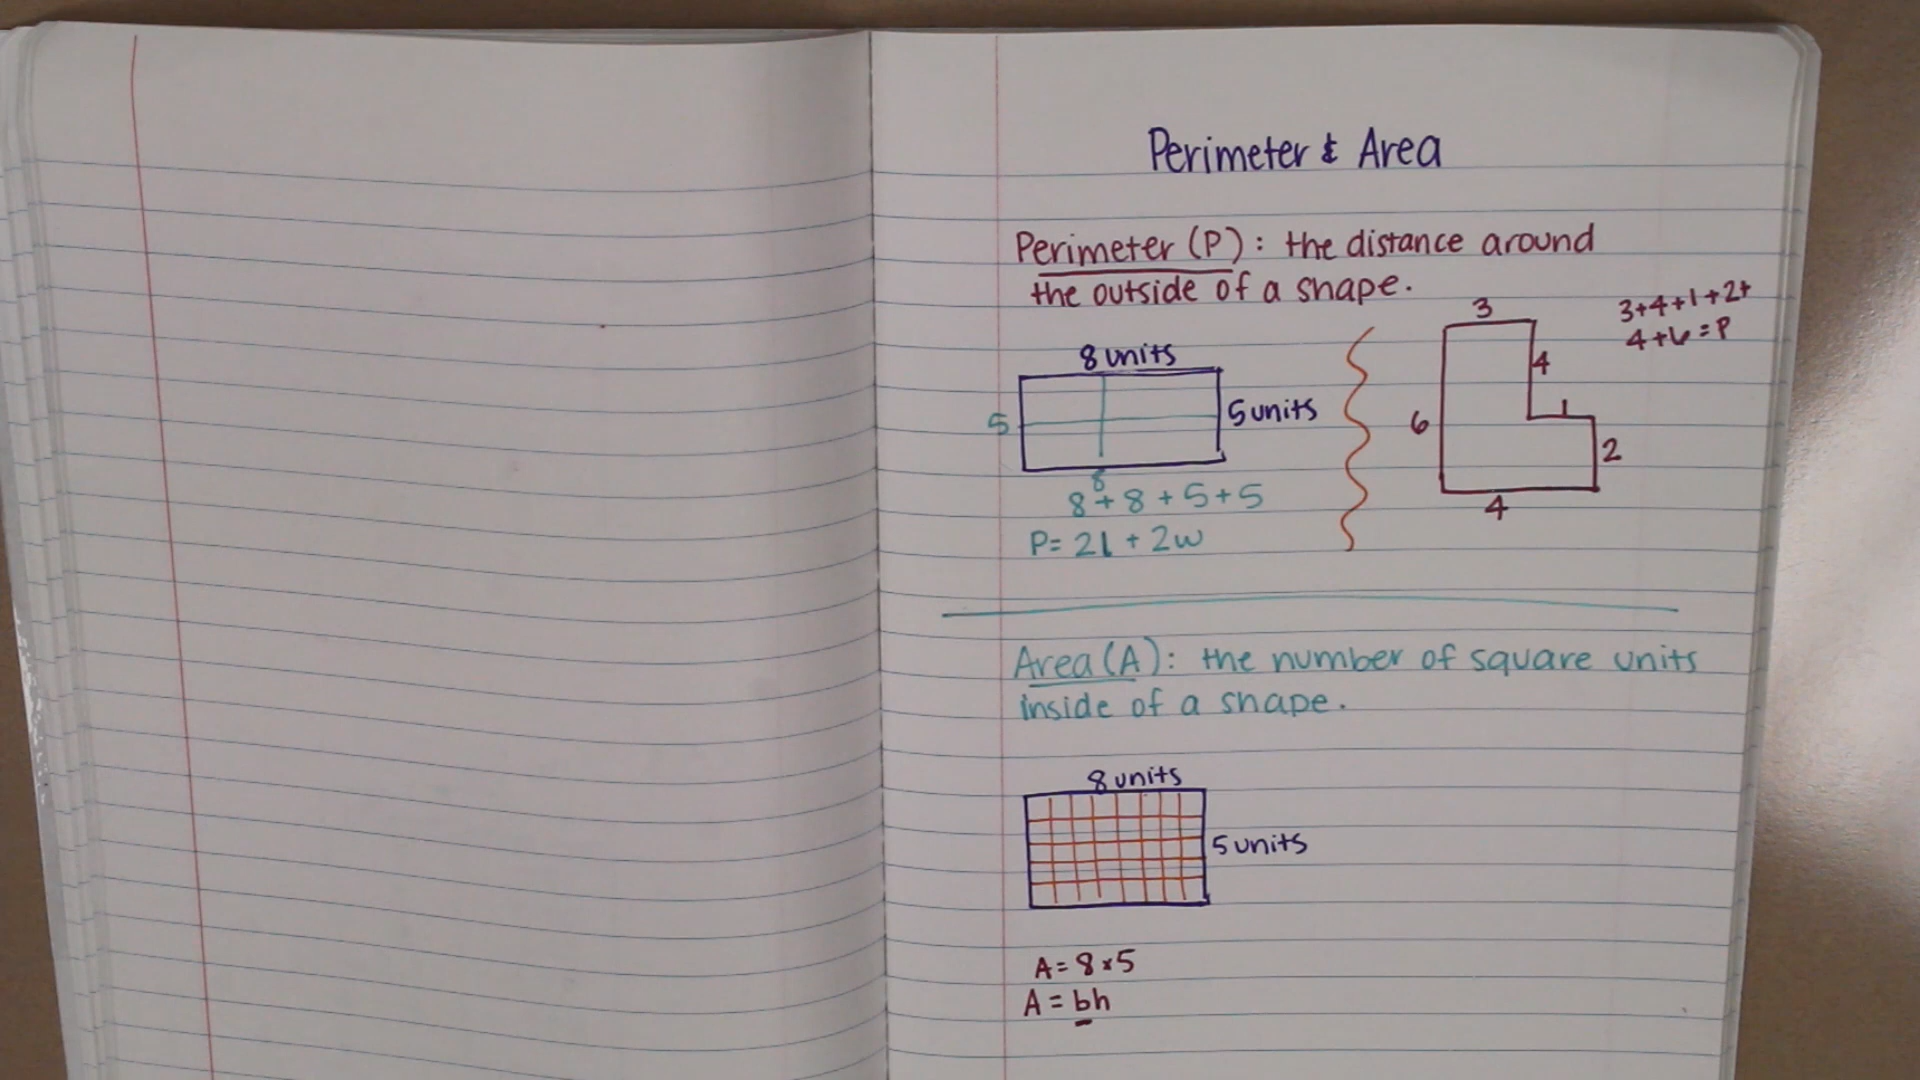 Perimeter & Area
Perimeter (P): the distance around
the outside of a shape.
8 units
5
5 units
8
8 + 8 + 5 + 5
P = 2l + 2w
3
4
1
6
2
4
3+4+1+2+
4+6=P
Area (A): the number of square units
inside of a shape.
8 units
5 units
A = 8 × 5
A = bh